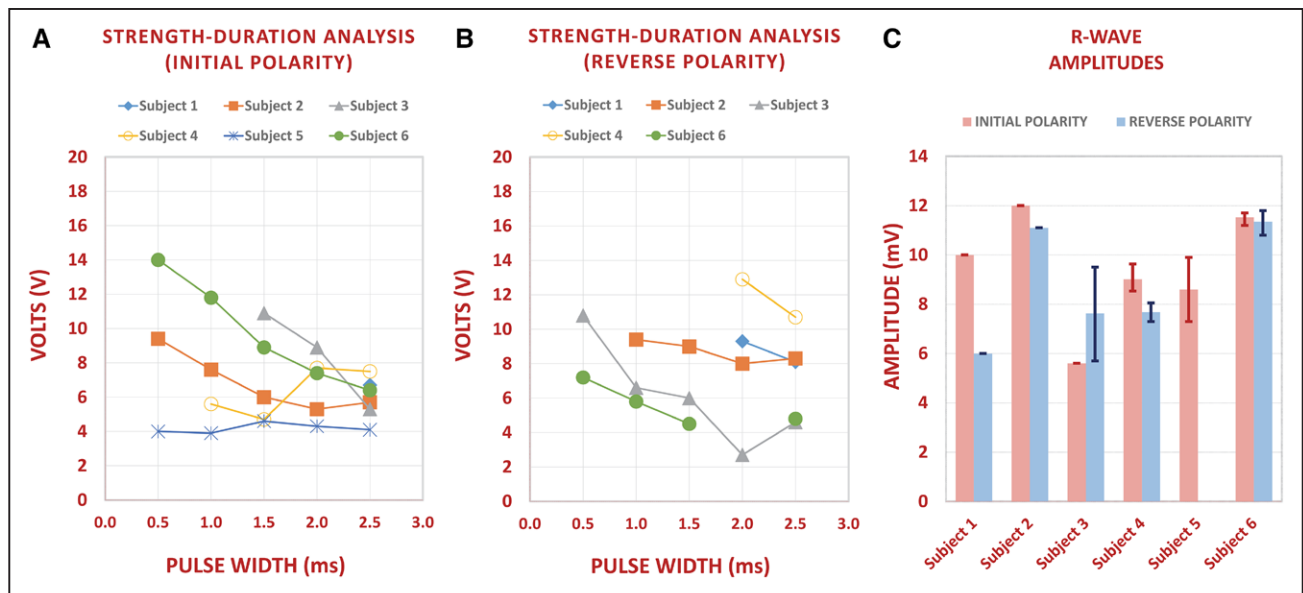 A
STRENGTH-DURATION ANALYSIS
(INITIAL POLARITY)
Subject 1 Subject 2 Subject 3
Subject 4 Subject 5 Subject 6
20
18
16
14
12
10
8
6
4
2
0
VOLTS (V)
0.0 0.5 1.0 1.5 2.0 2.5 3.0
PULSE WIDTH (ms)
B
STRENGTH-DURATION ANALYSIS
(REVERSE POLARITY)
Subject 1 Subject 2 Subject 3
Subject 4 Subject 6
20
18
16
14
12
10
8
6
4
2
0
VOLTS (V)
0.0 0.5 1.0 1.5 2.0 2.5 3.0
PULSE WIDTH (ms)
C
R-WAVE
AMPLITUDES
INITIAL POLARITY REVERSE POLARITY
14
12
10
8
6
4
2
0
AMPLITUDE (mV)
Subject 1
Subject 2
Subject 3
Subject 4
Subject 5
Subject 6